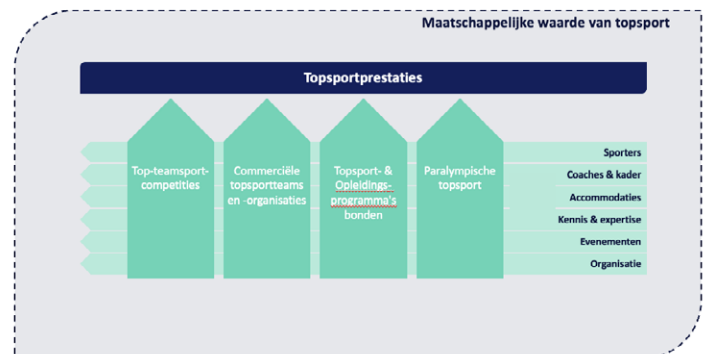 Maatschappelijke waarde van topsport
Topsportprestaties
Top-teamsport-
competities
Commerciële
topsportteams
en -organisaties
Topsport- &
Opleidings-
programma's
bonden
Paralympische
topsport
Sporters
Coaches & kader
Accommodaties
Kennis & expertise
Evenementen
Organisatie